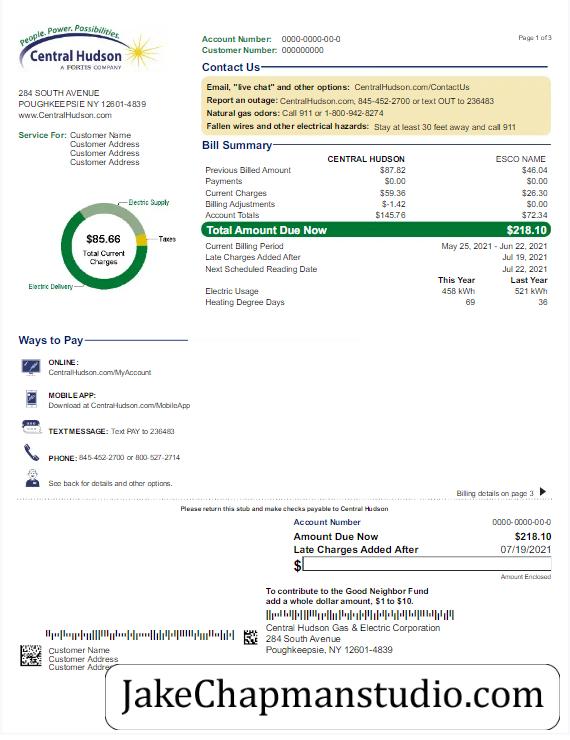 People. Power. Possibilities.
Central Hudson
A FORTIS COMPANY
284 SOUTH AVENUE
POUGHKEEPSIE NY 12601-4839
www.CentralHudson.com
Service For: Customer Name
Customer Address
Customer Address
Customer Address
Account Number: 0000-0000-00-0
Customer Number: 000000000
Page 1 of 3
Contact Us
Email, "live chat" and other options: CentralHudson.com/ContactUs
Report an outage: CentralHudson.com, 845-452-2700 or text OUT to 236483
Natural gas odors: Call 911 or 1-800-942-8274
Fallen wires and other electrical hazards: Stay at least 30 feet away and call 911
Bill Summary
CENTRAL HUDSON ESCO NAME
Previous Billed Amount $87.82 $46.04
Payments $0.00 $0.00
Current Charges $59.36 $26.30
Billing Adjustments $-1.42 $0.00
Account Totals $145.76 $72.34
Total Amount Due Now $218.10
Current Billing Period May 25, 2021 - Jun 22, 2021
Late Charges Added After Jul 19, 2021
Next Scheduled Reading Date Jul 22, 2021
This Year Last Year
Electric Usage 458 kWh 521 kWh
Heating Degree Days 69 36
Electric Supply
$85.66
Total Current
Charges
Taxes
Electric Delivery
Ways to Pay
ONLINE:
CentralHudson.com/MyAccount
MOBILE APP:
Download at CentralHudson.com/MobileApp
TEXT MESSAGE: Text PAY to 236483
PHONE: 845-452-2700 or 800-527-2714
See back for details and other options.
Billing details on page 3
Please return this stub and make checks payable to Central Hudson
Account Number 0000-0000-00-0
Amount Due Now $218.10
Late Charges Added After 07/19/2021
$
Amount Enclosed
To contribute to the Good Neighbor Fund
add a whole dollar amount, $1 to $10.
Central Hudson Gas & Electric Corporation
284 South Avenue
Poughkeepsie, NY 12601-4839
Customer Name
Customer Address
Customer Addre
JakeChapmanstudio.com